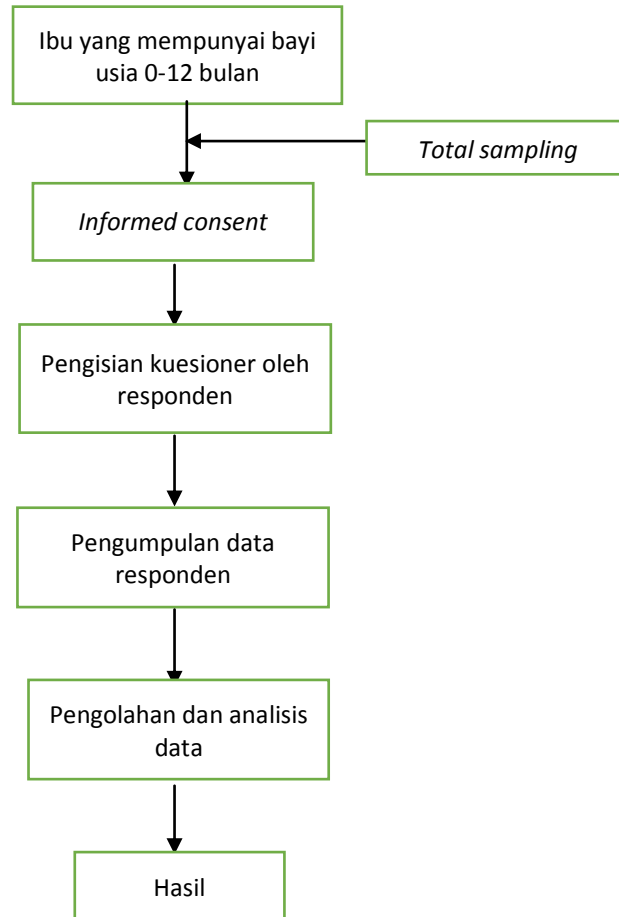 Ibu yang mempunyai bayi
usia 0-12 bulan
Total sampling
Informed consent
Pengisian kuesioner oleh
responden
Pengumpulan data
responden
Pengolahan dan analisis
data
Hasil